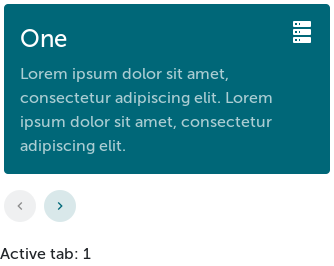 One
Lorem ipsum dolor sit amet,
consectetur adipiscing elit. Lorem
ipsum dolor sit amet, consectetur
adipiscing elit.
Active tab: 1